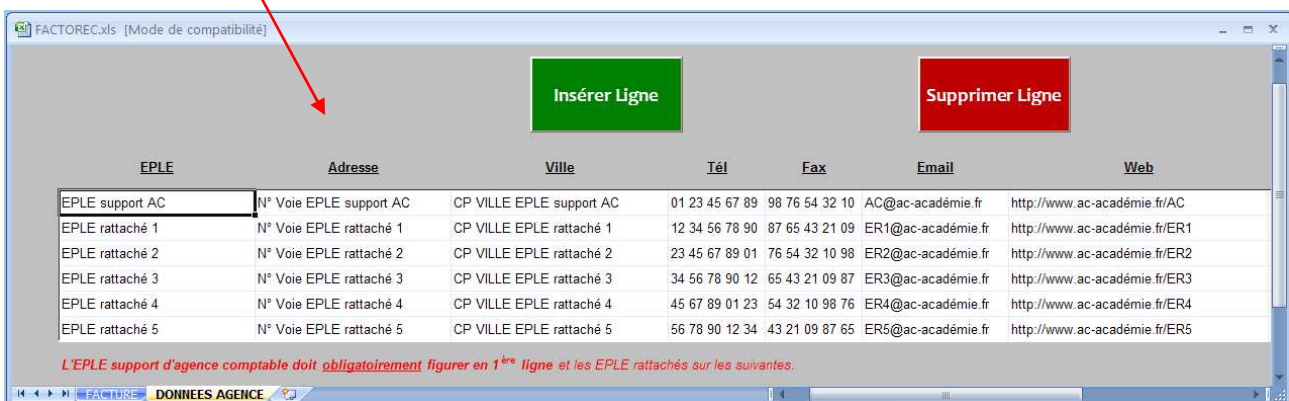 FACTOREC.xls [Mode de compatibilité]
Insérer Ligne Supprimer Ligne
EPLE Adresse Ville Tél Fax Email Web
EPLE support AC N° Voie EPLE support AC CP VILLE EPLE support AC 01 23 45 67 89 98 76 54 32 10 AC@ac-académie.fr http://www.ac-académie.fr/AC
EPLE rattaché 1 N° Voie EPLE rattaché 1 CP VILLE EPLE rattaché 1 12 34 56 78 90 87 65 43 21 09 ER1@ac-académie.fr http://www.ac-académie.fr/ER1
EPLE rattaché 2 N° Voie EPLE rattaché 2 CP VILLE EPLE rattaché 2 23 45 67 89 01 76 54 32 10 98 ER2@ac-académie.fr http://www.ac-académie.fr/ER2
EPLE rattaché 3 N° Voie EPLE rattaché 3 CP VILLE EPLE rattaché 3 34 56 78 90 12 65 43 21 09 87 ER3@ac-académie.fr http://www.ac-académie.fr/ER3
EPLE rattaché 4 N° Voie EPLE rattaché 4 CP VILLE EPLE rattaché 4 45 67 89 01 23 54 32 10 98 76 ER4@ac-académie.fr http://www.ac-académie.fr/ER4
EPLE rattaché 5 N° Voie EPLE rattaché 5 CP VILLE EPLE rattaché 5 56 78 90 12 34 43 21 09 87 65 ER5@ac-académie.fr http://www.ac-académie.fr/ER5
L'EPLE support d'agence comptable doit obligatoirement figurer en 1ère ligne et les EPLE rattachés sur les suivantes.
FACTURE DONNEES AGENCE